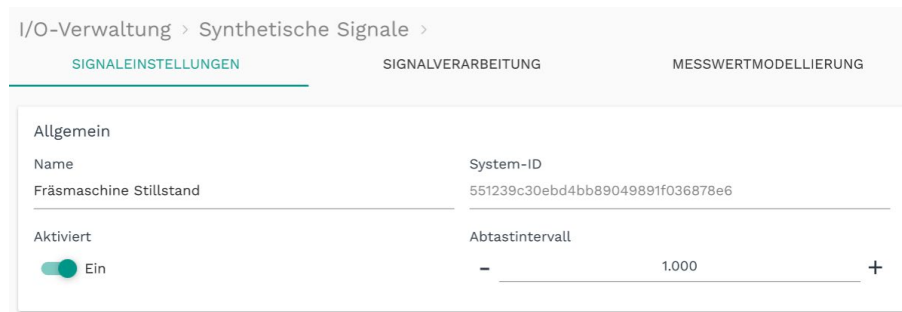 I/O-Verwaltung > Synthetische Signale >
SIGNALEINSTELLUNGEN SIGNALVERARBEITUNG MESSWERTMODELLIERUNG
Allgemein
Name System-ID
Fräsmaschine Stillstand 551239c30ebd4bb89049891f036878e6
Aktiviert Abtastintervall
Ein - 1.000 +